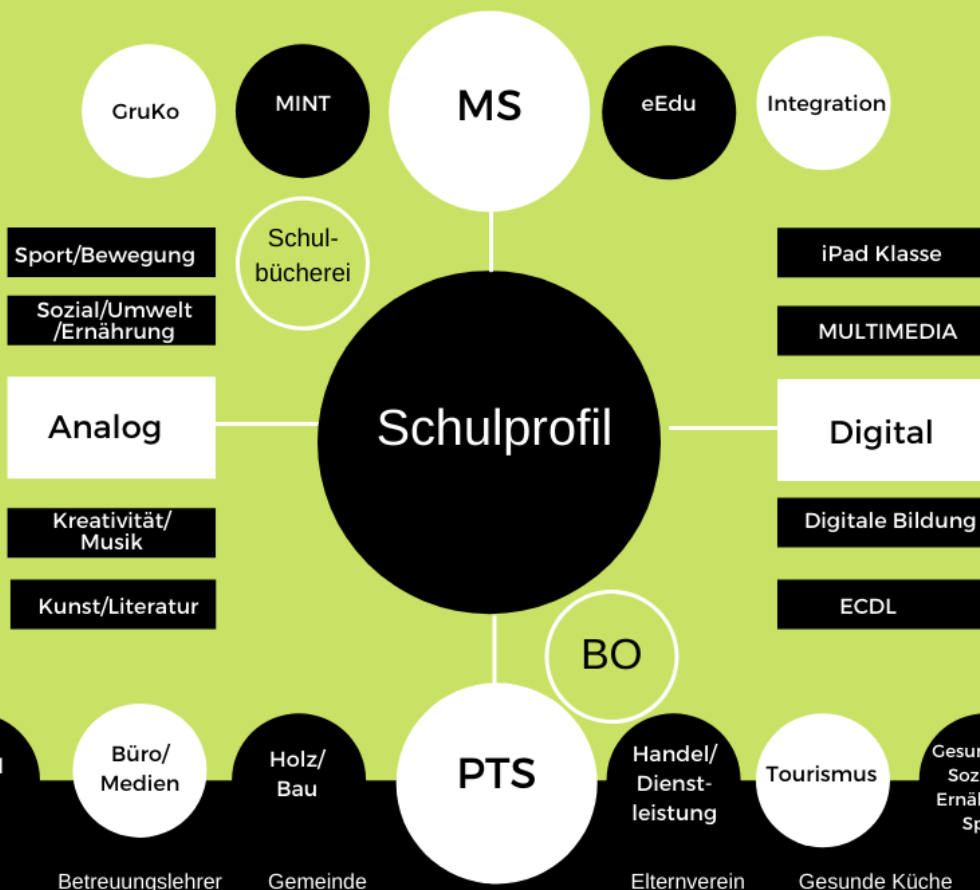 GruKo
MINT
MS
eEdu
Integration
Schul-
bücherei
Sport/Bewegung
Sozial/Umwelt
/Ernährung
Analog
Kreativität/
Musik
Kunst/Literatur
Schulprofil
iPad Klasse
MULTIMEDIA
Digital
Digitale Bildung
ECDL
BO
Büro/
Medien
Holz/
Bau
PTS
Handel/
Dienst-
leistung
Tourismus
Betreuungslehrer
Gemeinde
Elternverein
Gesunde Küche